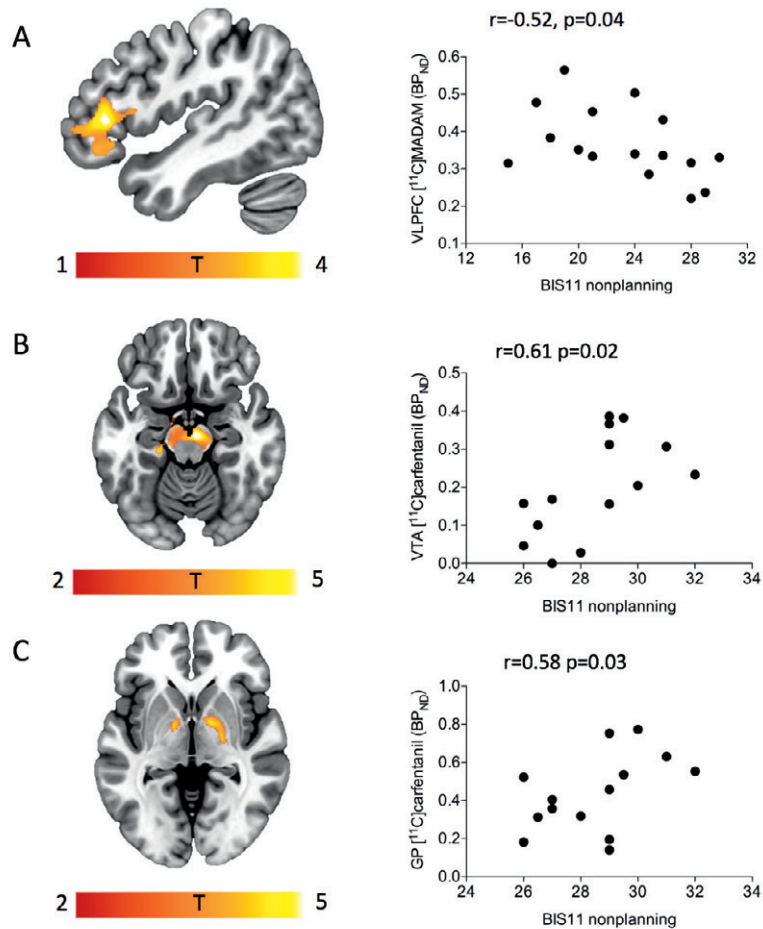 A
r=-0.52, p=0.04
VLPFC [¹¹C]MADAM (BP_ND)
0.6
0.5
0.4
0.3
0.2
0.1
12 16 20 24 28 32
BIS11 nonplanning
1 T 4
B
r=0.61 p=0.02
VTA [¹¹C]carfentanil (BP_ND)
0.5
0.4
0.3
0.2
0.1
0.0
24 26 28 30 32 34
BIS11 nonplanning
2 T 5
C
r=0.58 p=0.03
GP [¹¹C]carfentanil (BP_ND)
1.0
0.8
0.6
0.4
0.2
0.0
24 26 28 30 32 34
BIS11 nonplanning
2 T 5